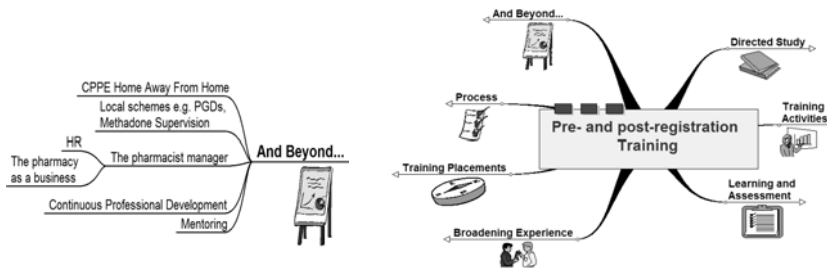 CPPE Home Away From Home
Local schemes e.g. PGDs,
Methadone Supervision
HR
The pharmacist manager
The pharmacy
as a business
Continuous Professional Development
Mentoring
And Beyond...
And Beyond...
Process
Training Placements
Broadening Experience
Pre- and post-registration
Training
Directed Study
Training
Activities
Learning and
Assessment